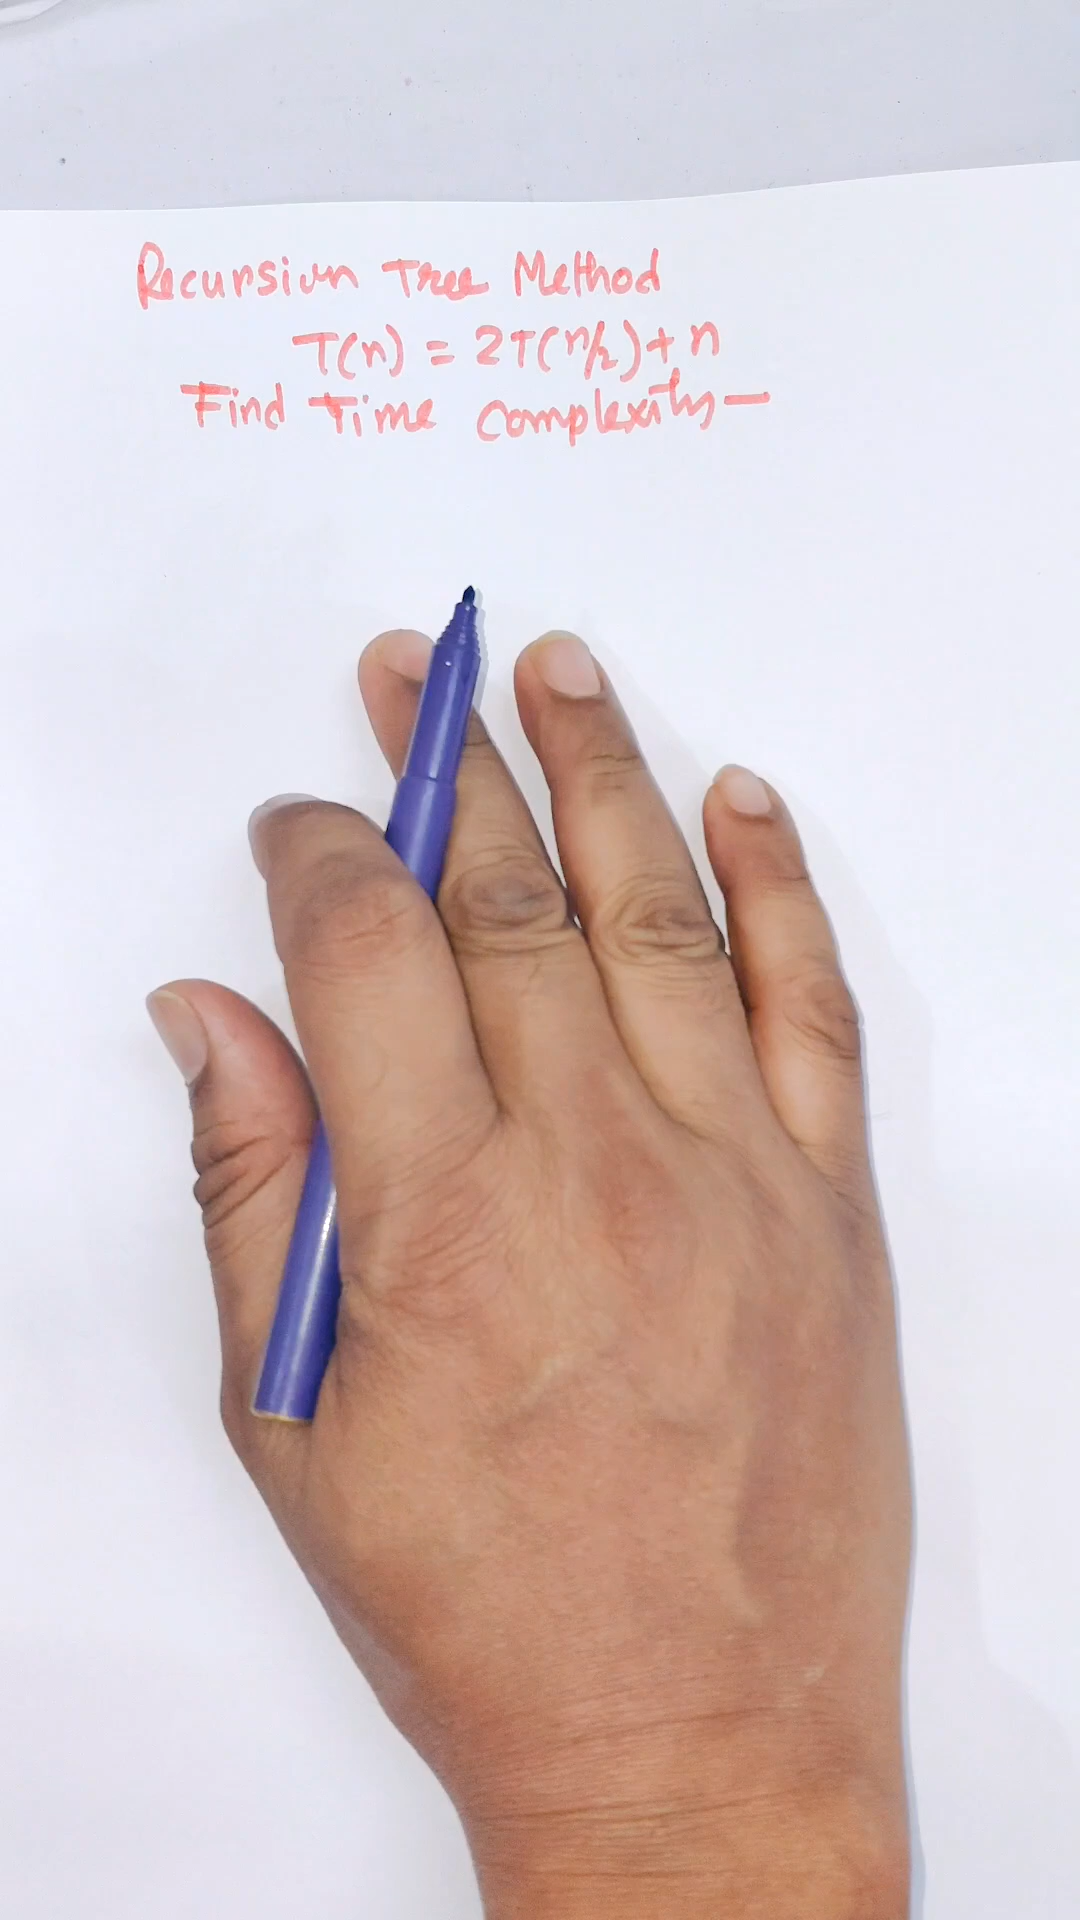 Recursion Tree Method
T(n) = 2T(n/2) + n
Find Time Complexity -